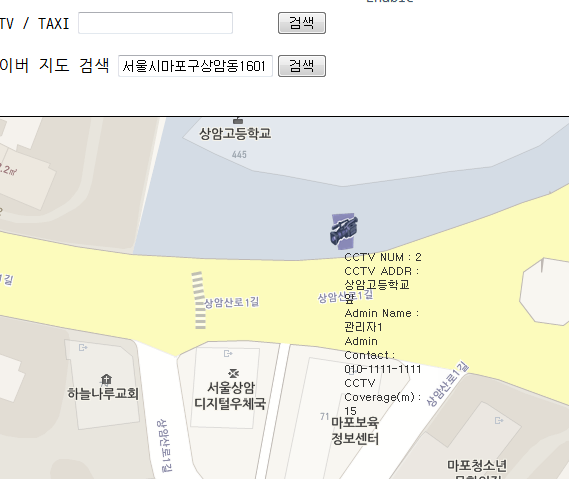 Enable
TV / TAXI
검색
이버 지도 검색
서울시마포구상암동1601
검색
상암고등학교
445
2.2㎡
CCTV NUM : 2
CCTV ADDR :
상암고등학교
앞
상암산로1길
상암산로1길
1길
Admin Name :
관리자1
Admin
Contact :
010-1111-1111
CCTV
Coverage(m) :
15
하늘나루교회
서울상암
디지털우체국
71
마포보육
정보센터
상암산로1길
상암산로1길
마포청소년